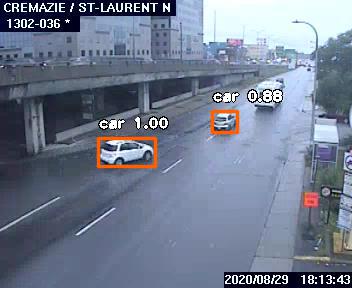 CREMAZIE / ST-LAURENT N
1302-036 *
car 0.88
car 1.00
2020/08/29 18:13:43